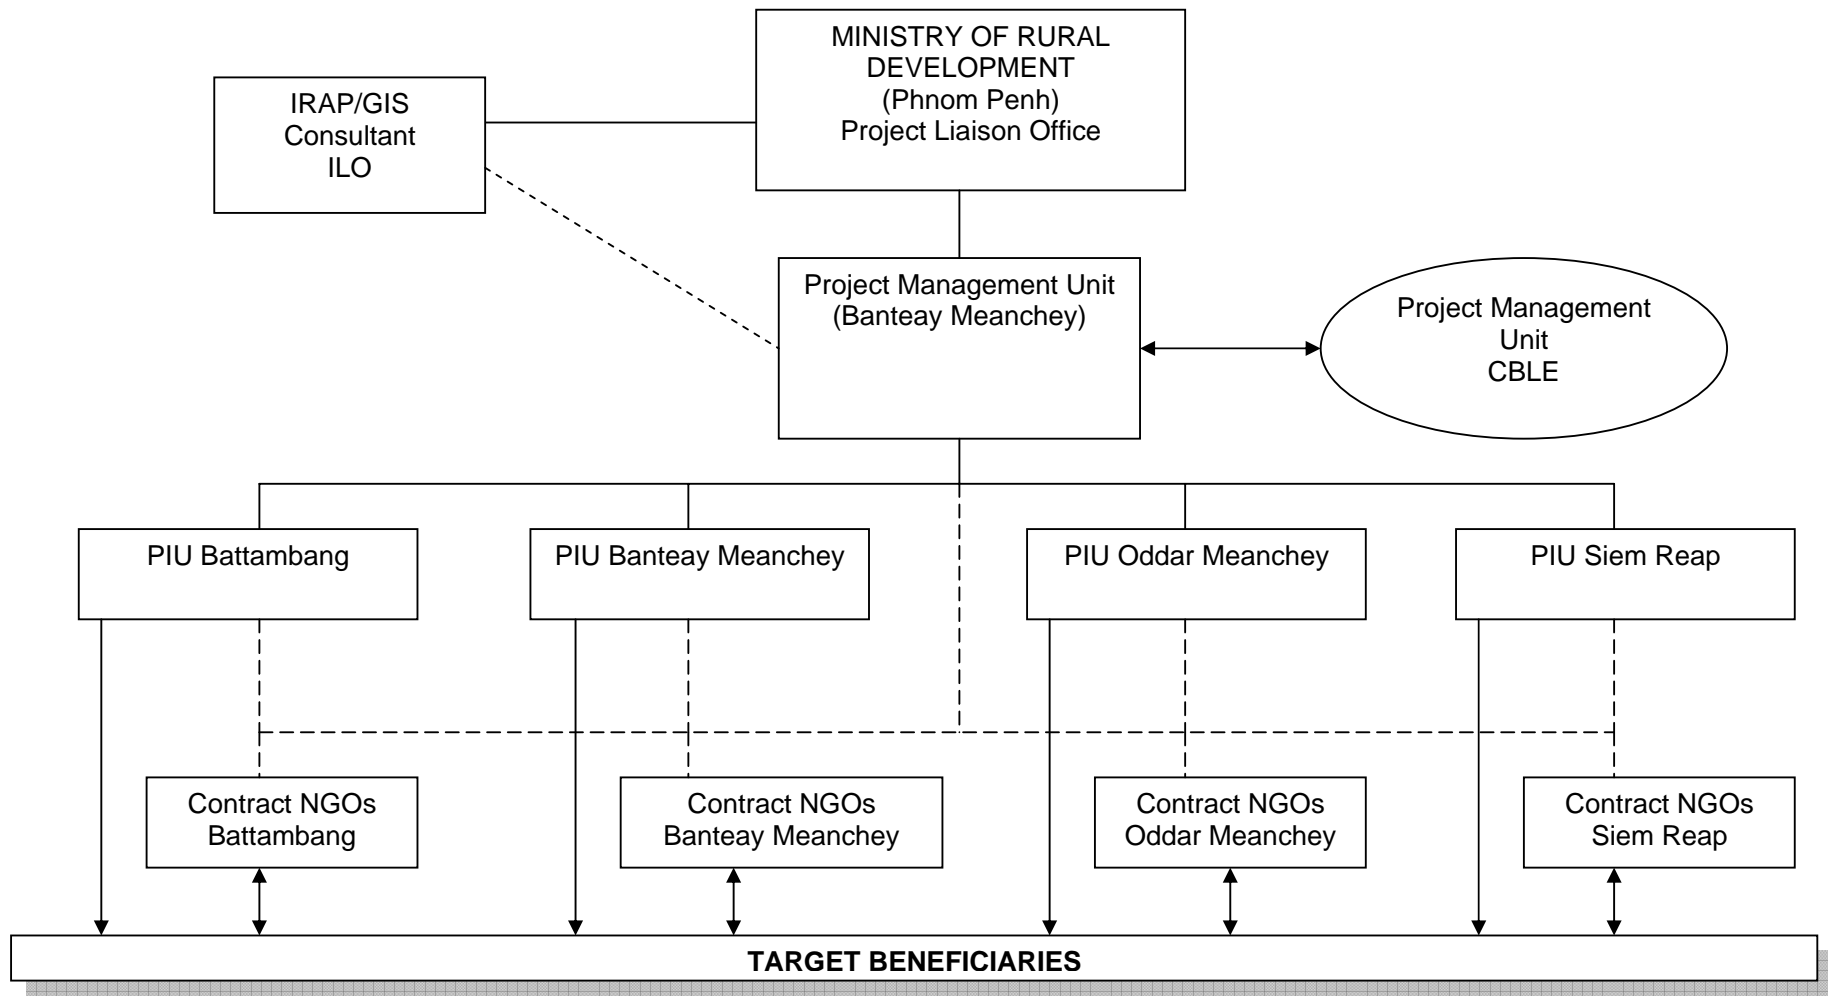 MINISTRY OF RURAL
DEVELOPMENT
(Phnom Penh)
Project Liaison Office
IRAP/GIS
Consultant
ILO
Project Management Unit
(Banteay Meanchey)
Project Management
Unit
CBLE
PIU Battambang
PIU Banteay Meanchey
PIU Oddar Meanchey
PIU Siem Reap
Contract NGOs
Battambang
Contract NGOs
Banteay Meanchey
Contract NGOs
Oddar Meanchey
Contract NGOs
Siem Reap
TARGET BENEFICIARIES